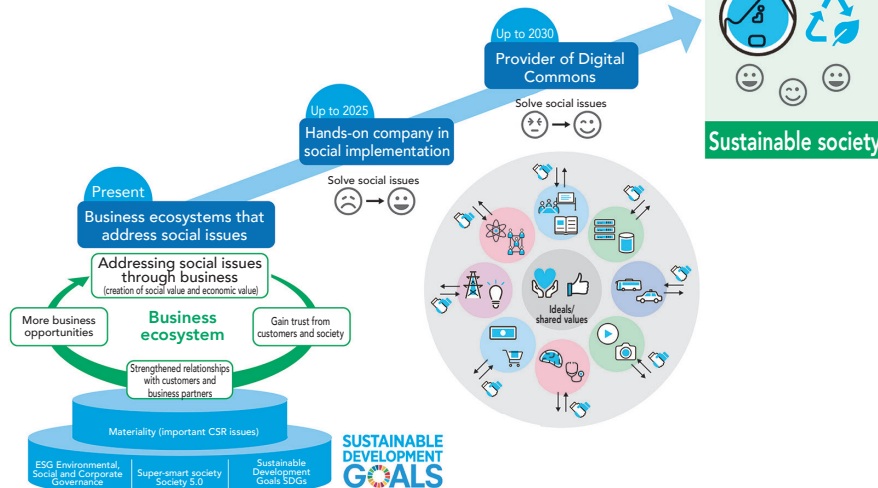 Up to 2030
Provider of Digital
Commons
Solve social issues
Sustainable society
Up to 2025
Hands-on company in
social implementation
Solve social issues
Present
Business ecosystems that
address social issues
Addressing social issues
through business
(creation of social value and economic value)
More business
opportunities
Business
ecosystem
Gain trust from
customers and society
Strengthened relationships
with customers and
business partners
Ideals/
shared values
Materiality (important CSR issues)
ESG Environmental,
Social and Corporate
Governance
Super-smart society
Society 5.0
Sustainable
Development
Goals SDGs
SUSTAINABLE
DEVELOPMENT
GOALS